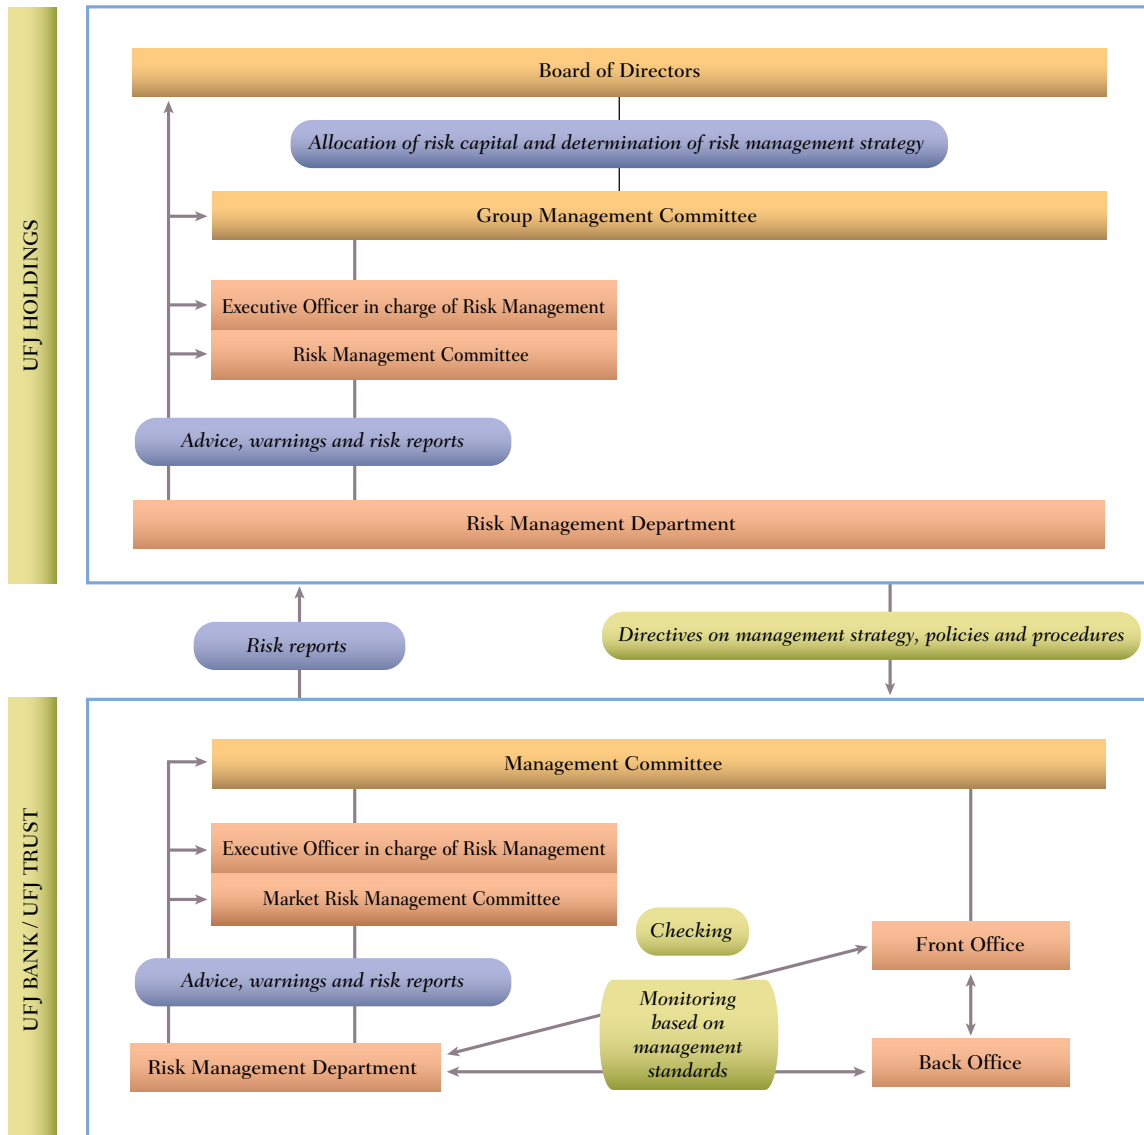 UFJ HOLDINGS
Board of Directors
Allocation of risk capital and determination of risk management strategy
Group Management Committee
Executive Officer in charge of Risk Management
Risk Management Committee
Advice, warnings and risk reports
Risk Management Department
Risk reports
Directives on management strategy, policies and procedures
UFJ BANK / UFJ TRUST
Management Committee
Executive Officer in charge of Risk Management
Market Risk Management Committee
Checking
Front Office
Advice, warnings and risk reports
Monitoring
based on
management
standards
Risk Management Department
Back Office